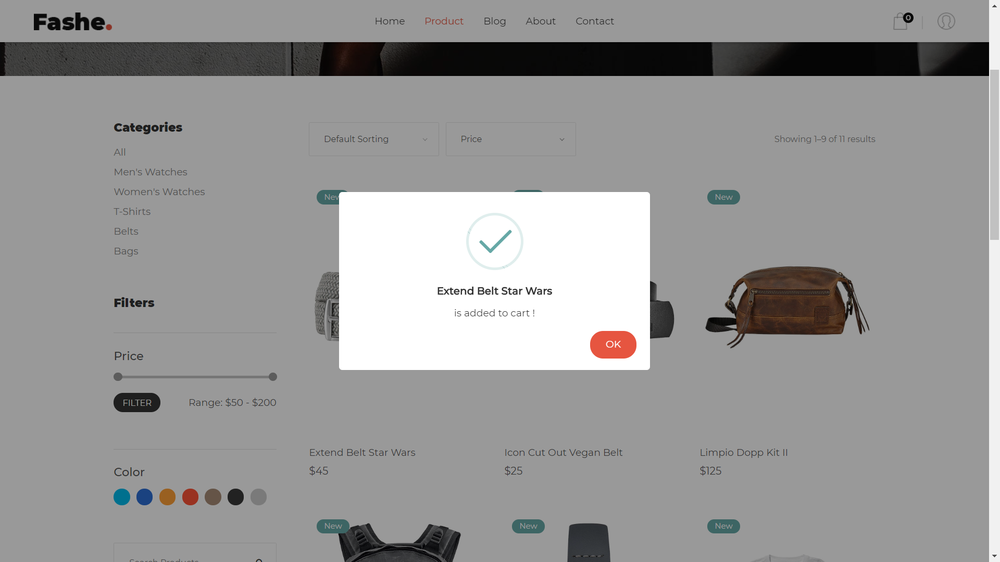 Fashe.
Home
Product
Blog
About
Contact
0
Categories
All
Men's Watches
Women's Watches
T-Shirts
Belts
Bags
Filters
Price
FILTER
Range: $50 - $200
Color
Search Products
Default Sorting
Price
Showing 1–9 of 11 results
New
New
Extend Belt Star Wars
is added to cart !
OK
Extend Belt Star Wars
$45
Icon Cut Out Vegan Belt
$25
Limpio Dopp Kit II
$125
New
New
New